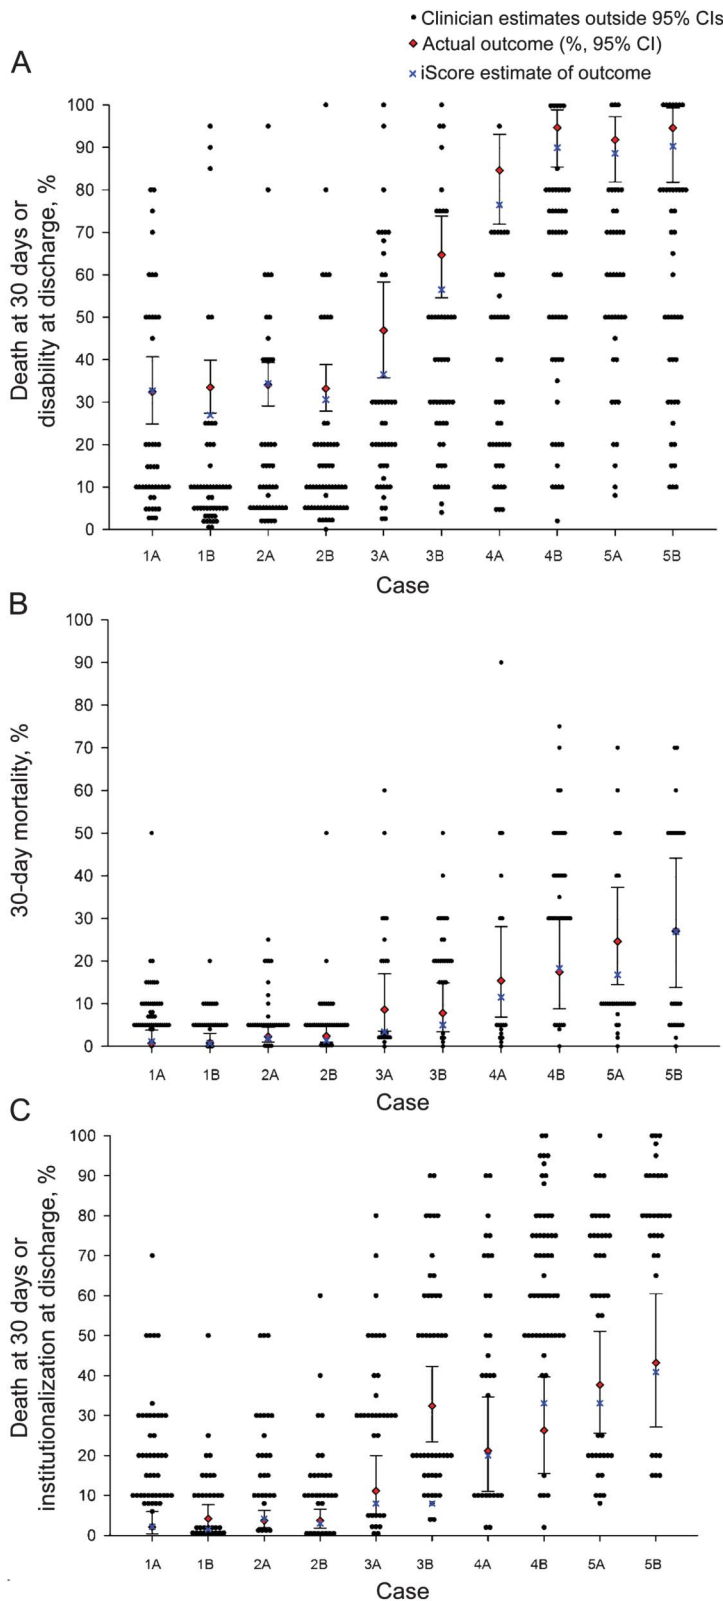 Clinician estimates outside 95% CIs
Actual outcome (%, 95% CI)
iScore estimate of outcome
A
Death at 30 days or
disability at discharge, %
100
90
80
70
60
50
40
30
20
10
0
1A 1B 2A 2B 3A 3B 4A 4B 5A 5B
Case
B
30-day mortality, %
100
90
80
70
60
50
40
30
20
10
0
1A 1B 2A 2B 3A 3B 4A 4B 5A 5B
Case
C
Death at 30 days or
institutionalization at discharge, %
100
90
80
70
60
50
40
30
20
10
0
1A 1B 2A 2B 3A 3B 4A 4B 5A 5B
Case